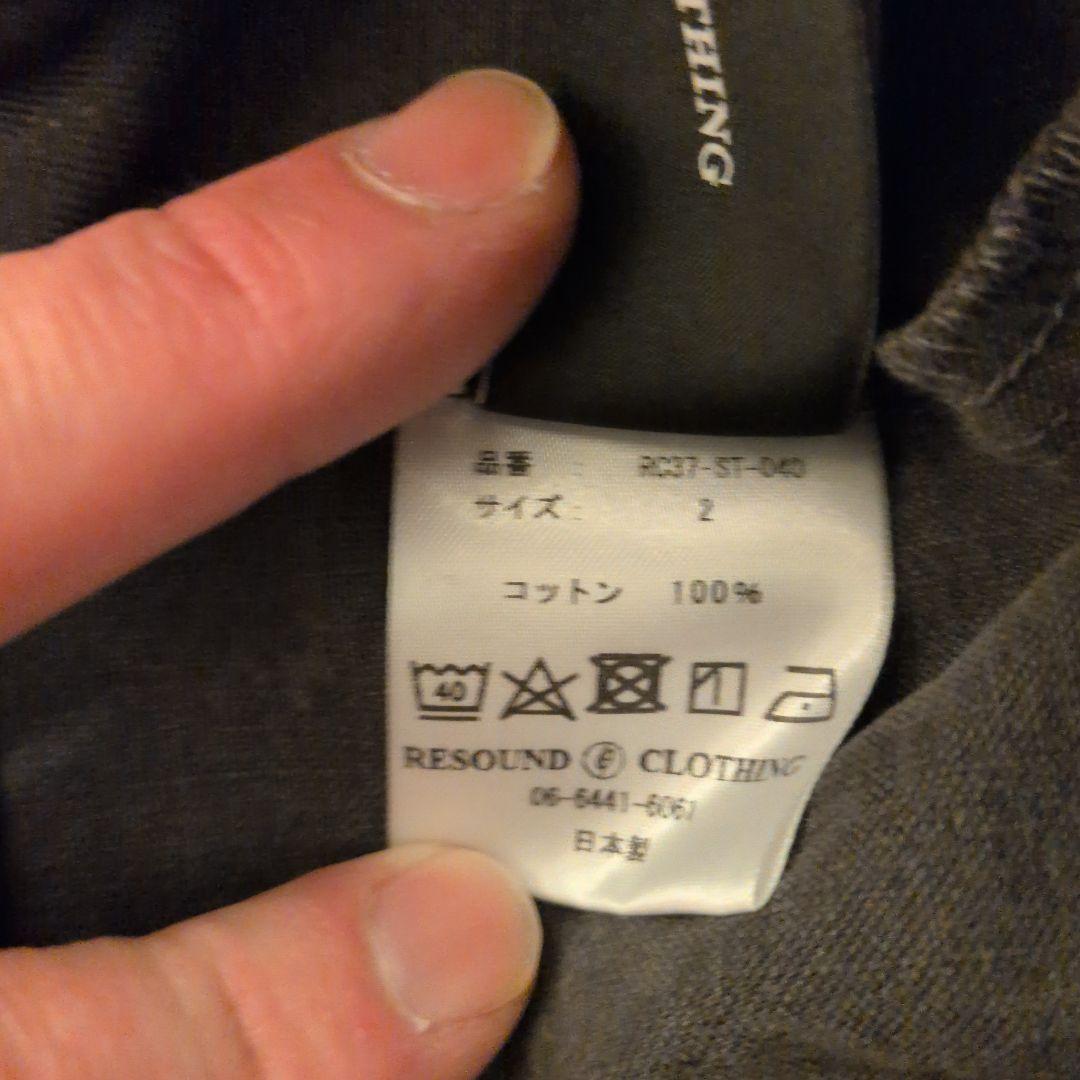 THING
品番 : RC37-ST-040
サイズ: 2
コットン 100%
40
RESOUND E CLOTHING
06-6441-6061
日本製